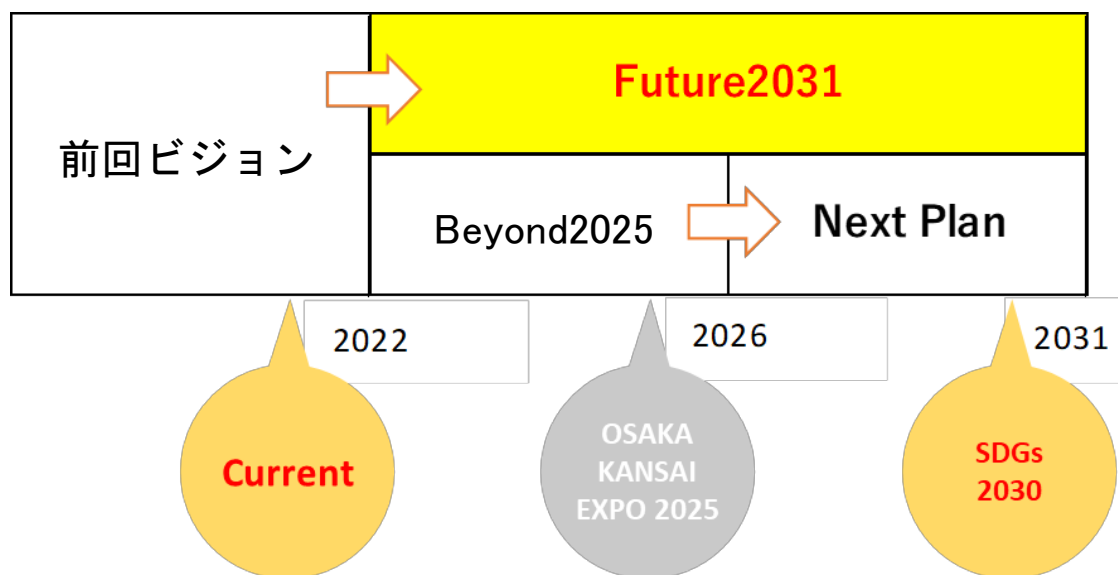 前回ビジョン
Future2031
Beyond2025
Next Plan
2022
2026
2031
Current
OSAKA
KANSAI
EXPO 2025
SDGs
2030